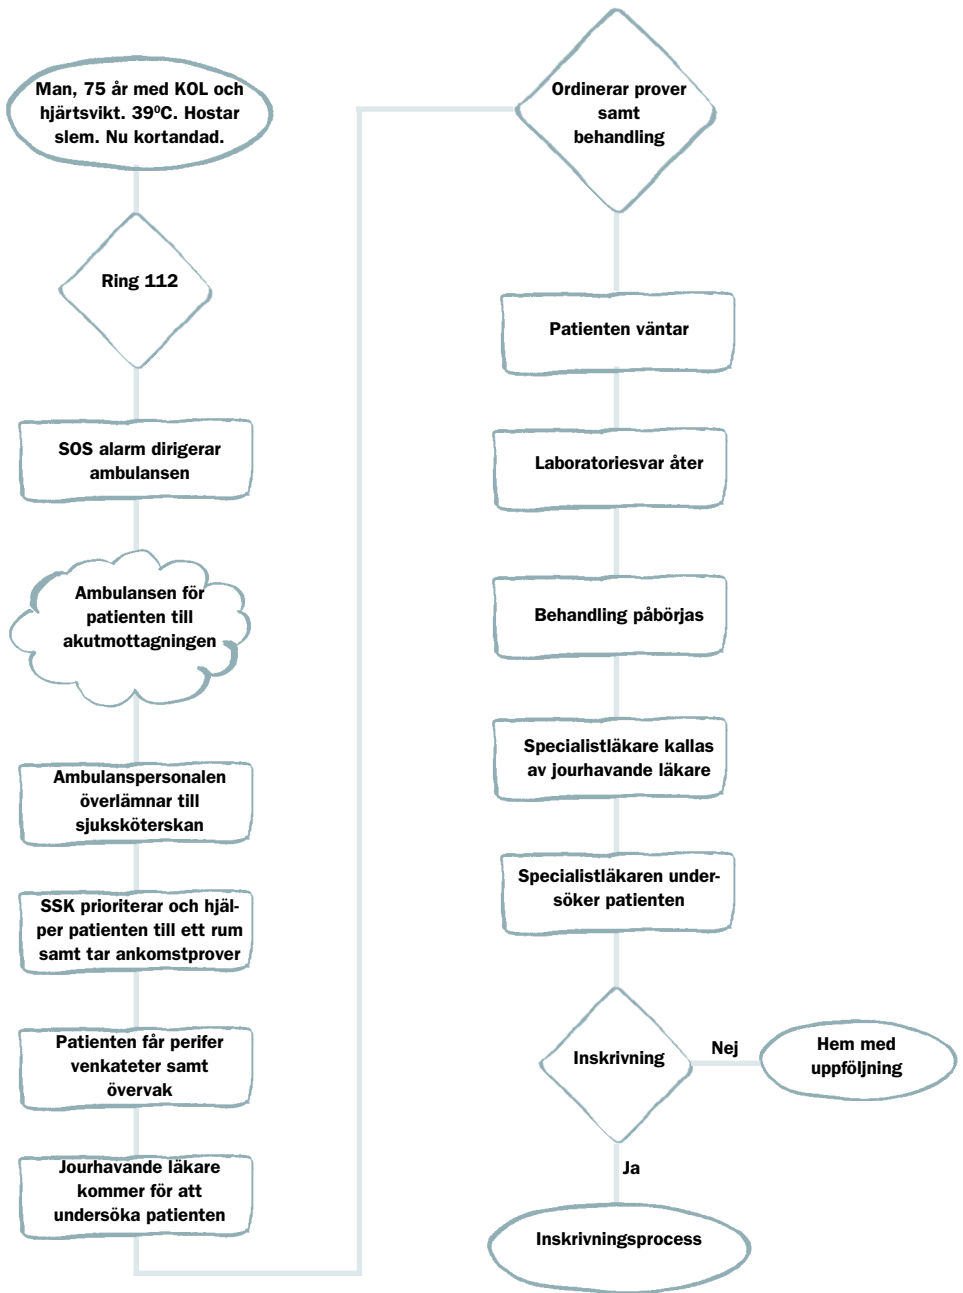 Man, 75 år med KOL och
hjärtsvikt. 39⁰C. Hostar
slem. Nu kortandad.
Ring 112
SOS alarm dirigerar
ambulansen
Ambulansen för
patienten till
akutmottagningen
Ambulanspersonalen
överlämnar till
sjuksköterskan
SSK prioriterar och hjäl-
per patienten till ett rum
samt tar ankomstprover
Patienten får perifer
venkateter samt
övervak
Jourhavande läkare
kommer för att
undersöka patienten
Ordinerar prover
samt
behandling
Patienten väntar
Laboratoriesvar åter
Behandling påbörjas
Specialistläkare kallas
av jourhavande läkare
Specialistläkaren under-
söker patienten
Inskrivning
Nej
Hem med
uppföljning
Ja
Inskrivningsprocess